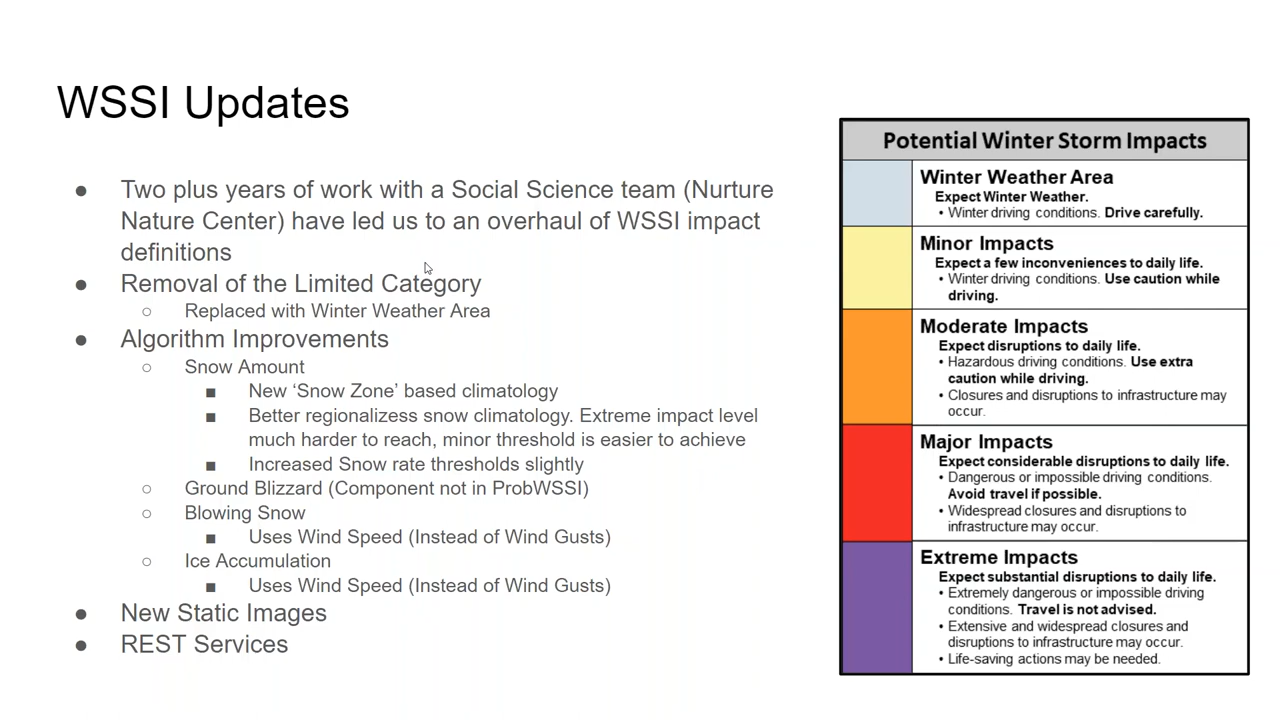 WSSI Updates
● Two plus years of work with a Social Science team (Nurture
Nature Center) have led us to an overhaul of WSSI impact
definitions
● Removal of the Limited Category
○ Replaced with Winter Weather Area
● Algorithm Improvements
○ Snow Amount
■ New ‘Snow Zone’ based climatology
■ Better regionalizess snow climatology. Extreme impact level
much harder to reach, minor threshold is easier to achieve
■ Increased Snow rate thresholds slightly
○ Ground Blizzard (Component not in ProbWSSI)
○ Blowing Snow
■ Uses Wind Speed (Instead of Wind Gusts)
○ Ice Accumulation
■ Uses Wind Speed (Instead of Wind Gusts)
● New Static Images
● REST Services
Potential Winter Storm Impacts
Winter Weather Area
Expect Winter Weather.
• Winter driving conditions. Drive carefully.
Minor Impacts
Expect a few inconveniences to daily life.
• Winter driving conditions. Use caution while
driving.
Moderate Impacts
Expect disruptions to daily life.
• Hazardous driving conditions. Use extra
caution while driving.
• Closures and disruptions to infrastructure may
occur.
Major Impacts
Expect considerable disruptions to daily life.
• Dangerous or impossible driving conditions.
Avoid travel if possible.
• Widespread closures and disruptions to
infrastructure may occur.
Extreme Impacts
Expect substantial disruptions to daily life.
• Extremely dangerous or impossible driving
conditions. Travel is not advised.
• Extensive and widespread closures and
disruptions to infrastructure may occur.
• Life-saving actions may be needed.